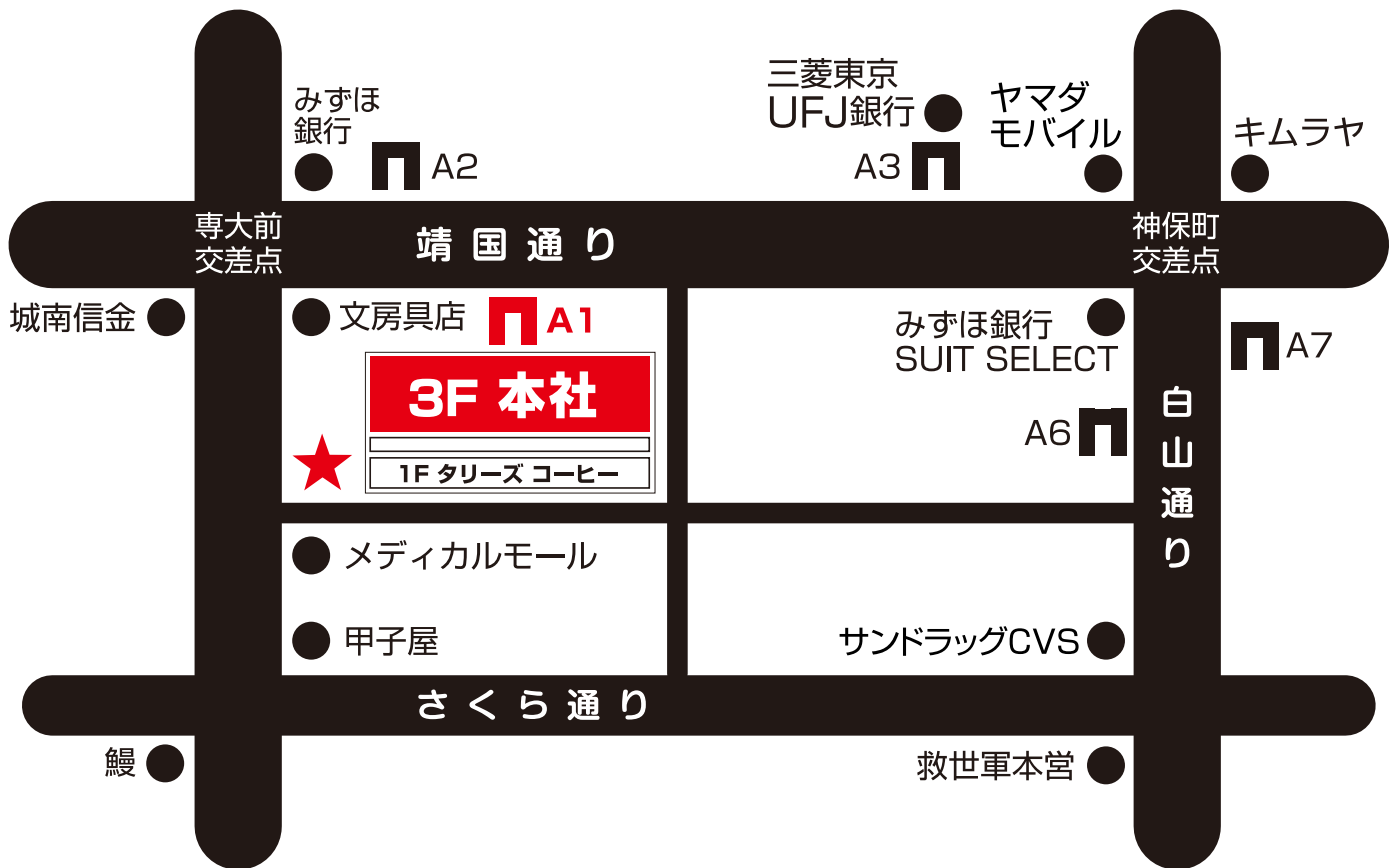 みずほ
銀行
A2
三菱東京
UFJ銀行
A3
ヤマダ
モバイル
キムラヤ
専大前
交差点
靖国通り
神保町
交差点
城南信金
文房具店
A1
みずほ銀行
SUIT SELECT
A7
3F 本社
1F タリーズ コーヒー
A6
白山通り
メディカルモール
甲子屋
サンドラッグCVS
さくら通り
鰻
救世軍本営